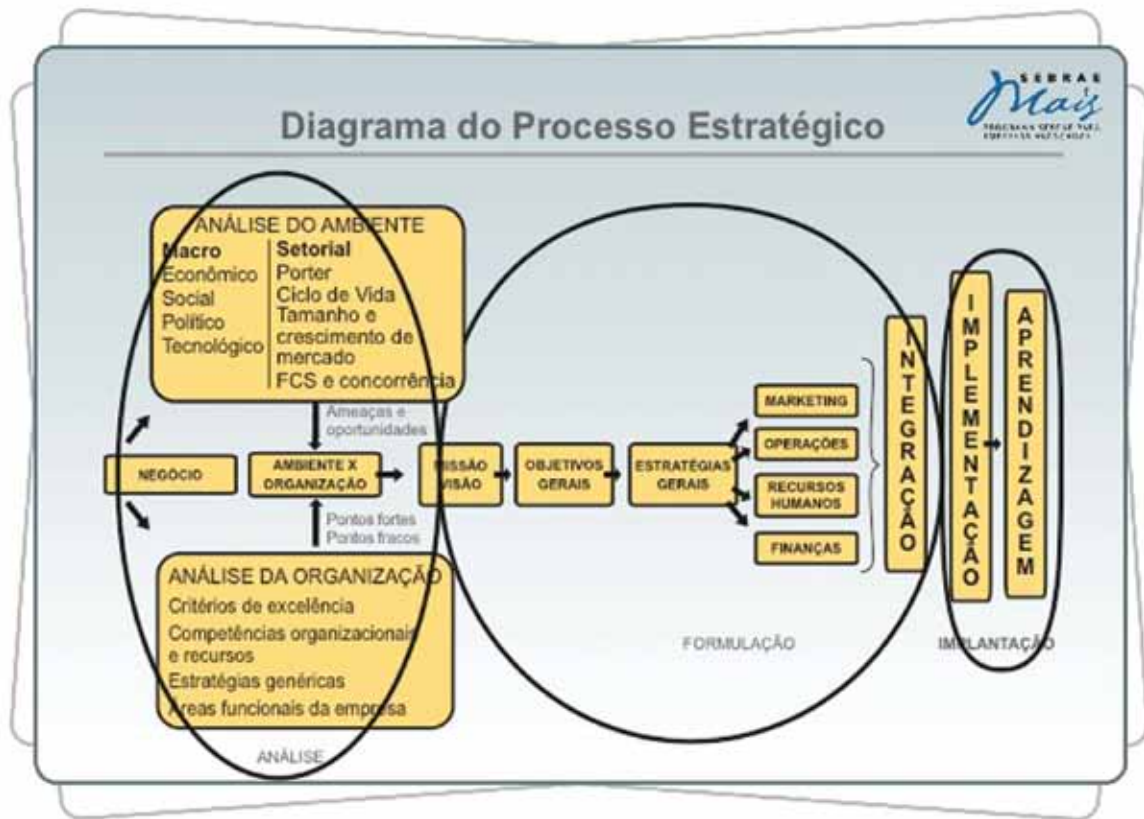 SEBRAE
Mais
Diagrama do Processo Estratégico
ANÁLISE DO AMBIENTE
Macro
Econômico
Social
Político
Tecnológico
Setorial
Porter
Ciclo de Vida
Tamanho e
crescimento de
mercado
FCS e concorrência
Ameaças e
oportunidades
NEGÓCIO
AMBIENTE X
ORGANIZAÇÃO
MISSÃO
VISÃO
OBJETIVOS
GERAIS
ESTRATÉGIAS
GERAIS
MARKETING
OPERAÇÕES
RECURSOS
HUMANOS
FINANÇAS
INTEGRAÇÃO
IMPLEMENTAÇÃO
APRENDIZAGEM
Pontos fortes
Pontos fracos
ANÁLISE DA ORGANIZAÇÃO
Critérios de excelência
Competências organizacionais
e recursos
Estratégias genéricas
Áreas funcionais da empresa
ANÁLISE
FORMULAÇÃO
IMPLANTAÇÃO